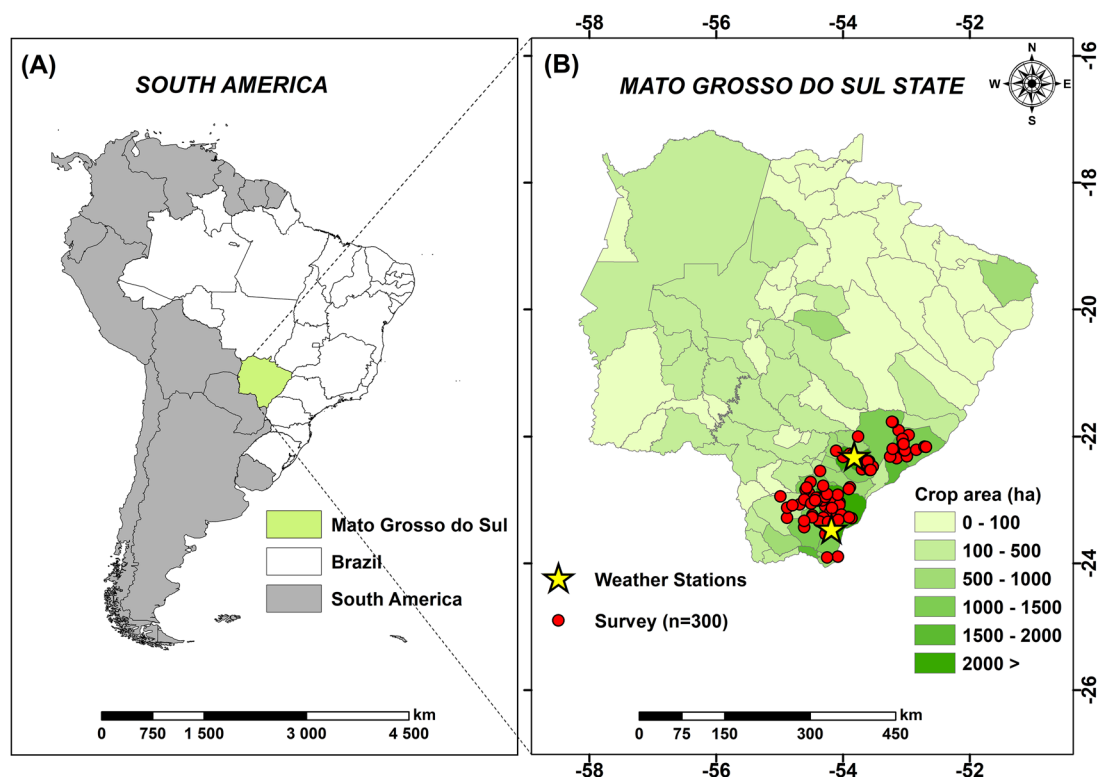 (A)
SOUTH AMERICA
Mato Grosso do Sul
Brazil
South America
km
0 750 1 500 3 000 4 500
-58 -56 -54 -52
(B)
MATO GROSSO DO SUL STATE
N
W E
S
-16
-18
-20
-22
-24
-26
Weather Stations
Survey (n=300)
Crop area (ha)
0 - 100
100 - 500
500 - 1000
1000 - 1500
1500 - 2000
2000 >
km
0 150 300 450
-58 -56 -54 -52